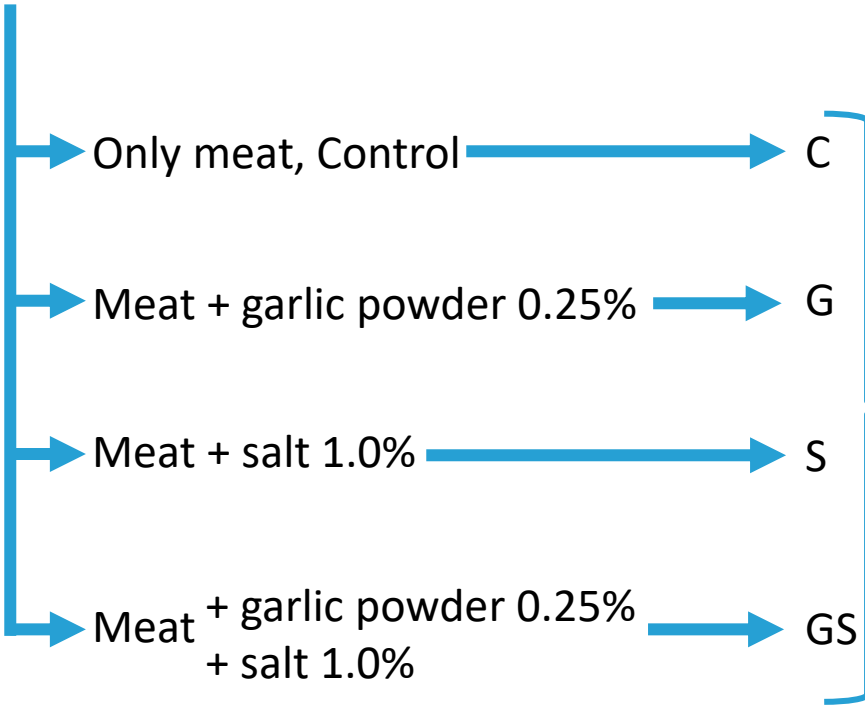 Only meat, Control C
Meat + garlic powder 0.25% G
Meat + salt 1.0% S
Meat + garlic powder 0.25% GS
+ salt 1.0%